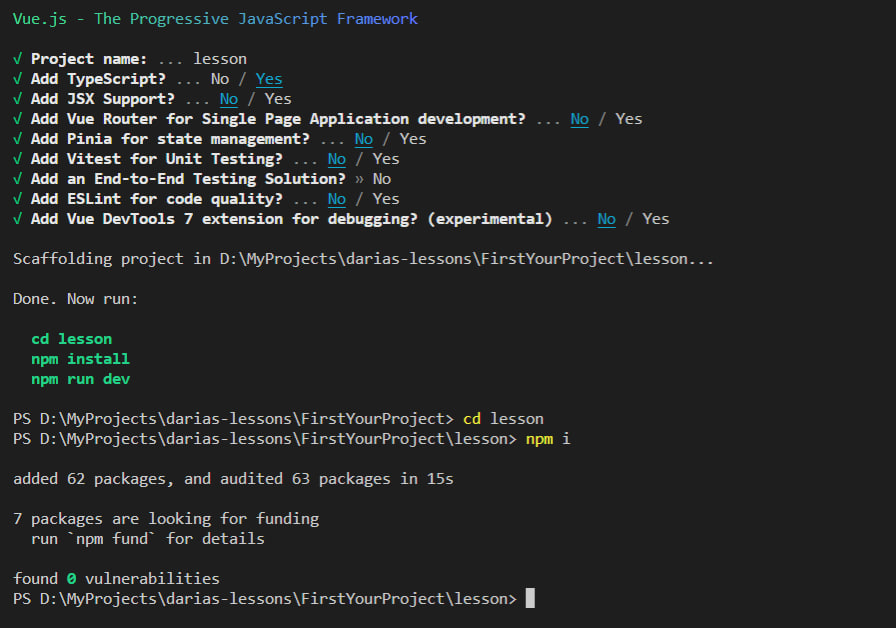 Vue.js - The Progressive JavaScript Framework
√ Project name: ... lesson
√ Add TypeScript? ... No / Yes
√ Add JSX Support? ... No / Yes
√ Add Vue Router for Single Page Application development? ... No / Yes
√ Add Pinia for state management? ... No / Yes
√ Add Vitest for Unit Testing? ... No / Yes
√ Add an End-to-End Testing Solution? » No
√ Add ESLint for code quality? ... No / Yes
√ Add Vue DevTools 7 extension for debugging? (experimental) ... No / Yes
Scaffolding project in D:\MyProjects\darias-lessons\FirstYourProject\lesson...
Done. Now run:
cd lesson
npm install
npm run dev
PS D:\MyProjects\darias-lessons\FirstYourProject> cd lesson
PS D:\MyProjects\darias-lessons\FirstYourProject\lesson> npm i
added 62 packages, and audited 63 packages in 15s
7 packages are looking for funding
run `npm fund` for details
found 0 vulnerabilities
PS D:\MyProjects\darias-lessons\FirstYourProject\lesson>